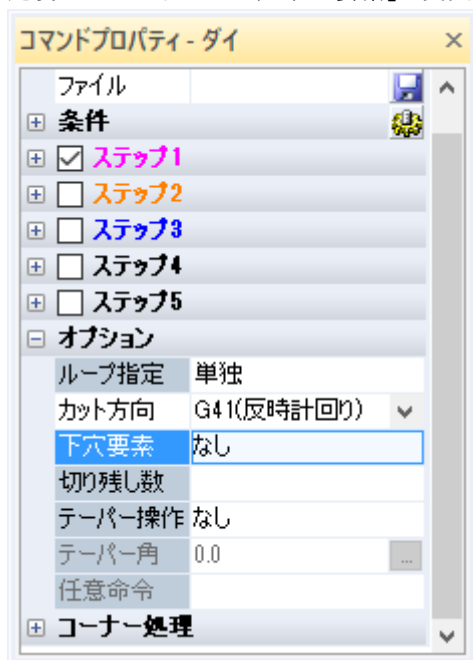 コマンドプロパティ - ダイ
ファイル
条件
ステップ1
ステップ2
ステップ3
ステップ4
ステップ5
オプション
ループ指定 単独
カット方向 G41(反時計回り)
下穴要素 なし
切り残し数
テーパー操作 なし
テーパー角 0.0 ...
任意命令
コーナー処理